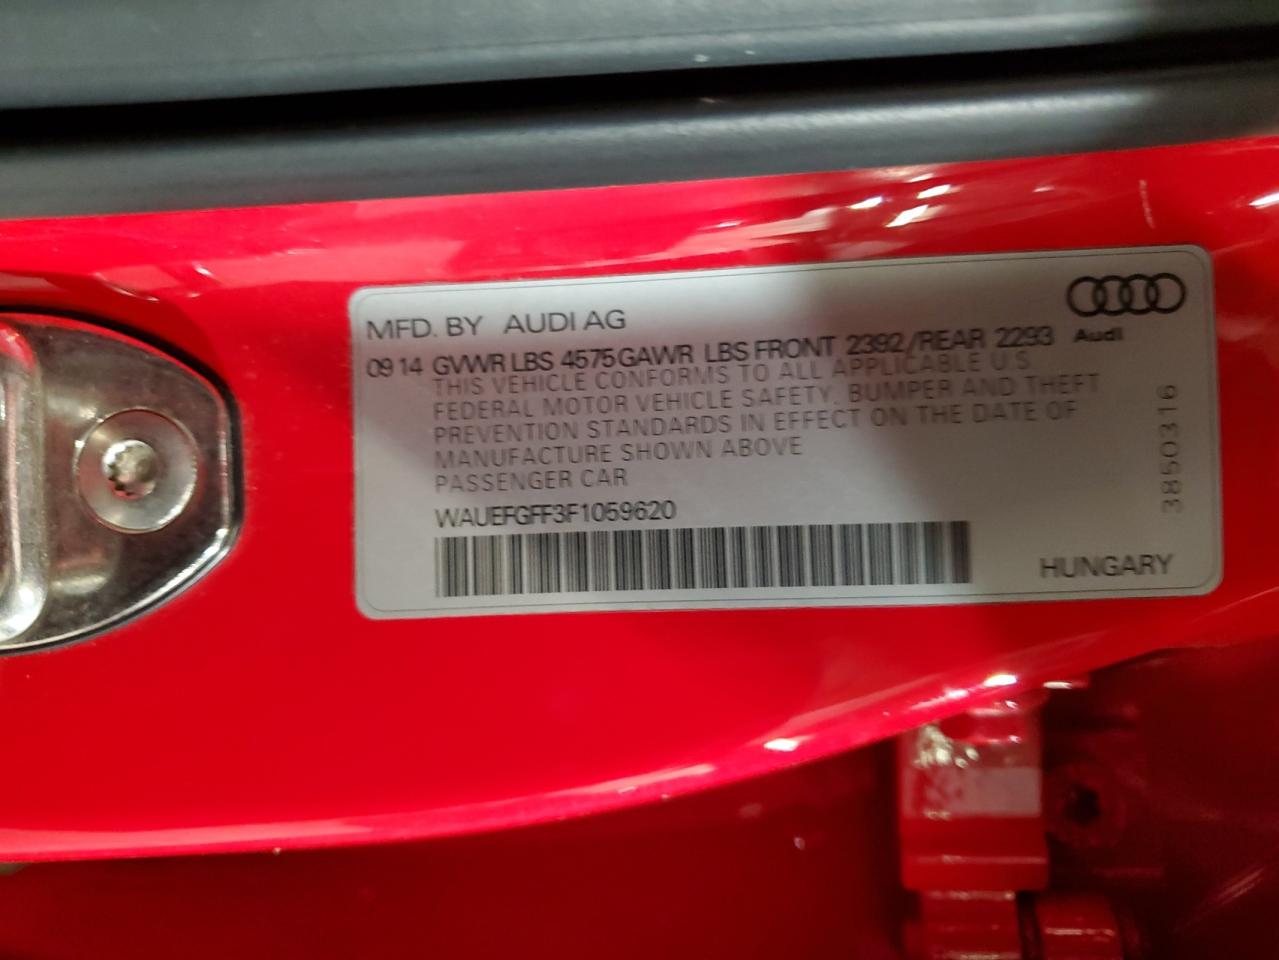 MFD. BY AUDI AG
09 14 GVWR LBS 4575 GAWR LBS FRONT 2392/REAR 2293
Audi
THIS VEHICLE CONFORMS TO ALL APPLICABLE U.S
FEDERAL MOTOR VEHICLE SAFETY, BUMPER AND THEFT
PREVENTION STANDARDS IN EFFECT ON THE DATE OF
MANUFACTURE SHOWN ABOVE
PASSENGER CAR
WAUEFGFF3F1059620
3850316
HUNGARY